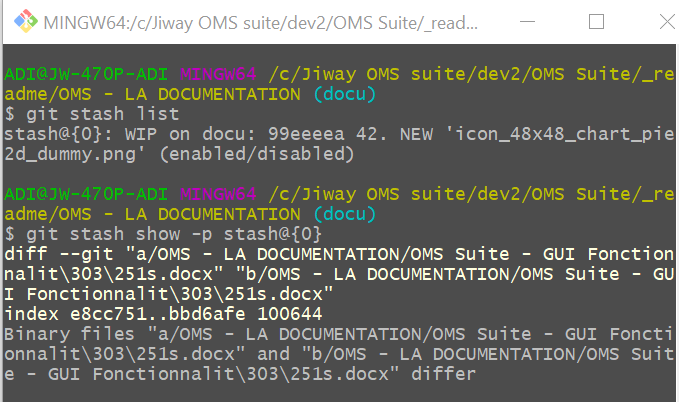 MINGW64:/c/Jiway OMS suite/dev2/OMS Suite/_read...
ADI@JW-470P-ADI MINGW64 /c/Jiway OMS suite/dev2/OMS Suite/_re
adme/OMS - LA DOCUMENTATION (docu)
$ git stash list
stash@{0}: WIP on docu: 99eeeea 42. NEW 'icon_48x48_chart_pie
2d_dummy.png' (enabled/disabled)
ADI@JW-470P-ADI MINGW64 /c/Jiway OMS suite/dev2/OMS Suite/_re
adme/OMS - LA DOCUMENTATION (docu)
$ git stash show -p stash@{0}
diff --git "a/OMS - LA DOCUMENTATION/OMS Suite - GUI Fonction
nalit\303\251s.docx" "b/OMS - LA DOCUMENTATION/OMS Suite - GU
I Fonctionnalit\303\251s.docx"
index e8cc751..bbd6afe 100644
Binary files "a/OMS - LA DOCUMENTATION/OMS Suite - GUI Foncti
onnalit\303\251s.docx" and "b/OMS - LA DOCUMENTATION/OMS Suit
e - GUI Fonctionnalit\303\251s.docx" differ